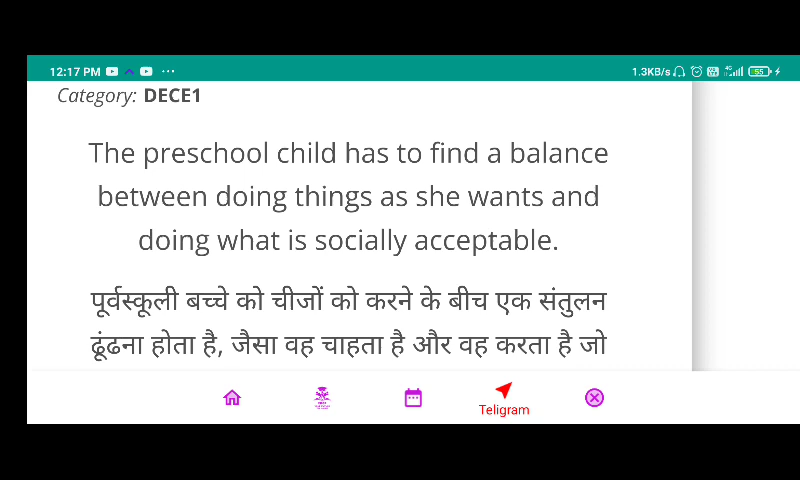 12:17 PM ... 1.3KB/s 4G 55
Category: DECE1
The preschool child has to find a balance
between doing things as she wants and
doing what is socially acceptable.
पूर्वस्कूली बच्चे को चीजों को करने के बीच एक संतुलन
ढूंढना होता है, जैसा वह चाहता है और वह करता है जो
Teligram